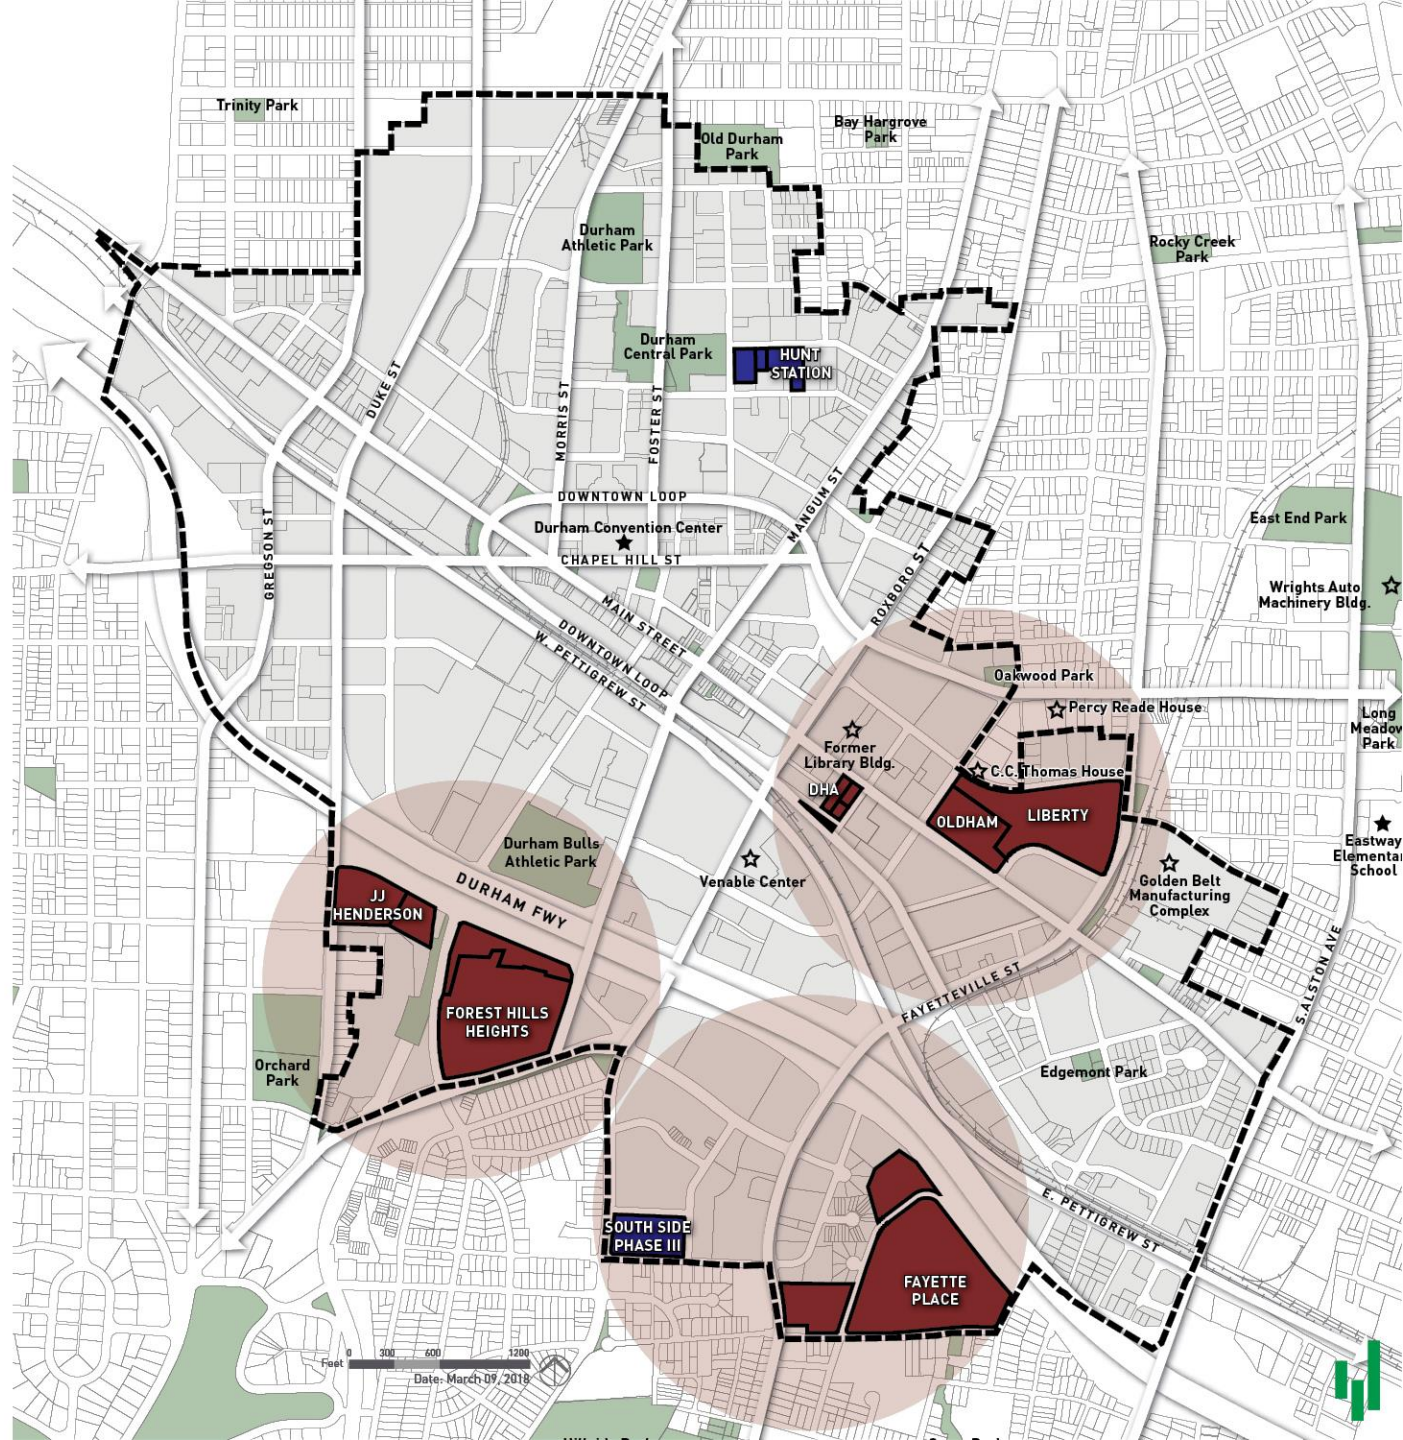 Trinity Park
Old Durham
Park
Bay Hargrove
Park
Durham
Athletic Park
Rocky Creek
Park
Durham
Central Park
HUNT
STATION
DUKE ST
MORRIS ST
FOSTER ST
MANGUM ST
DOWNTOWN LOOP
Durham Convention Center
CHAPEL HILL ST
GREGSON ST
ROXBORO ST
East End Park
Wrights Auto
Machinery Bldg.
MAIN STREET
DOWNTOWN LOOP
W. PETTIGREW ST
Oakwood Park
Percy Reade House
Long
Meadow
Park
Former
Library Bldg.
C.C. Thomas House
DHA
OLDHAM
LIBERTY
Durham Bulls
Athletic Park
Venable Center
Eastway
Elementar
School
Golden Belt
Manufacturing
Complex
JJ
HENDERSON
DURHAM FWY
FAYETTEVILLE ST
S.ALSTON AVE
FOREST HILLS
HEIGHTS
Orchard
Park
Edgemont Park
E. PETTIGREW ST
SOUTH SIDE
PHASE III
FAYETTE
PLACE
0 300 600 1200
Feet
Date: March 09, 2018